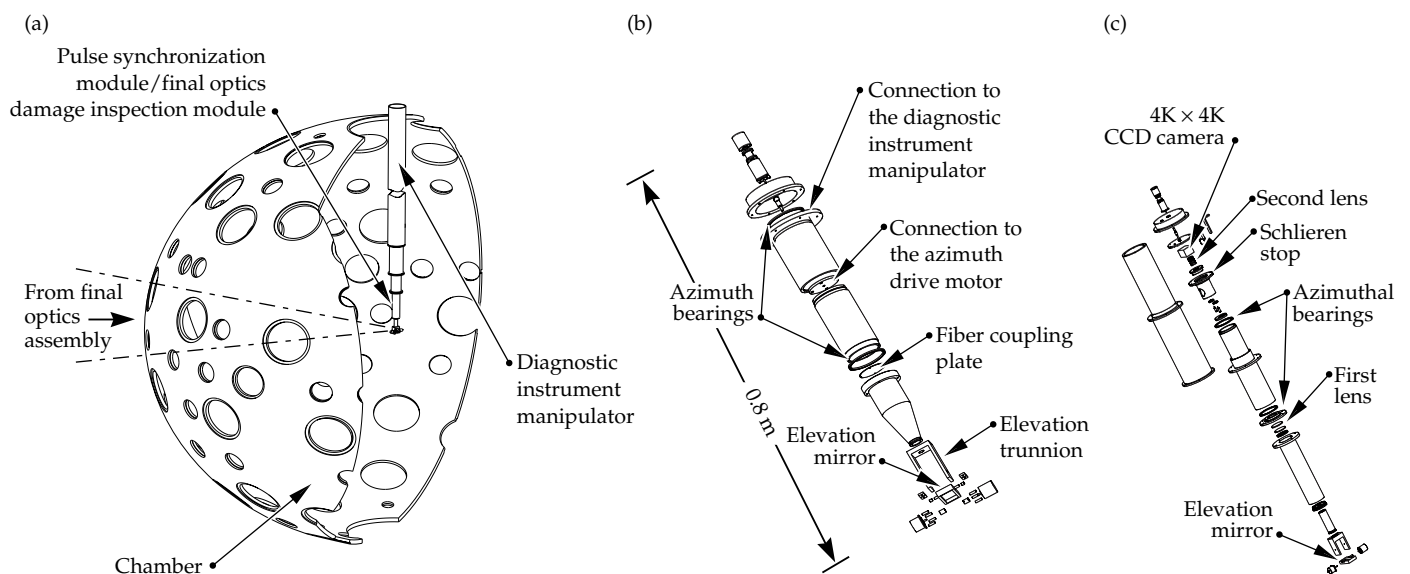 (a)
Pulse synchronization
module/final optics
damage inspection module
From final
optics
assembly
Diagnostic
instrument
manipulator
Chamber
(b)
Connection to
the diagnostic
instrument
manipulator
Connection to
the azimuth
drive motor
Azimuth
bearings
Fiber coupling
plate
0.8 m
Elevation
mirror
Elevation
trunnion
(c)
4K × 4K
CCD camera
Second lens
Schlieren
stop
Azimuthal
bearings
First
lens
Elevation
mirror